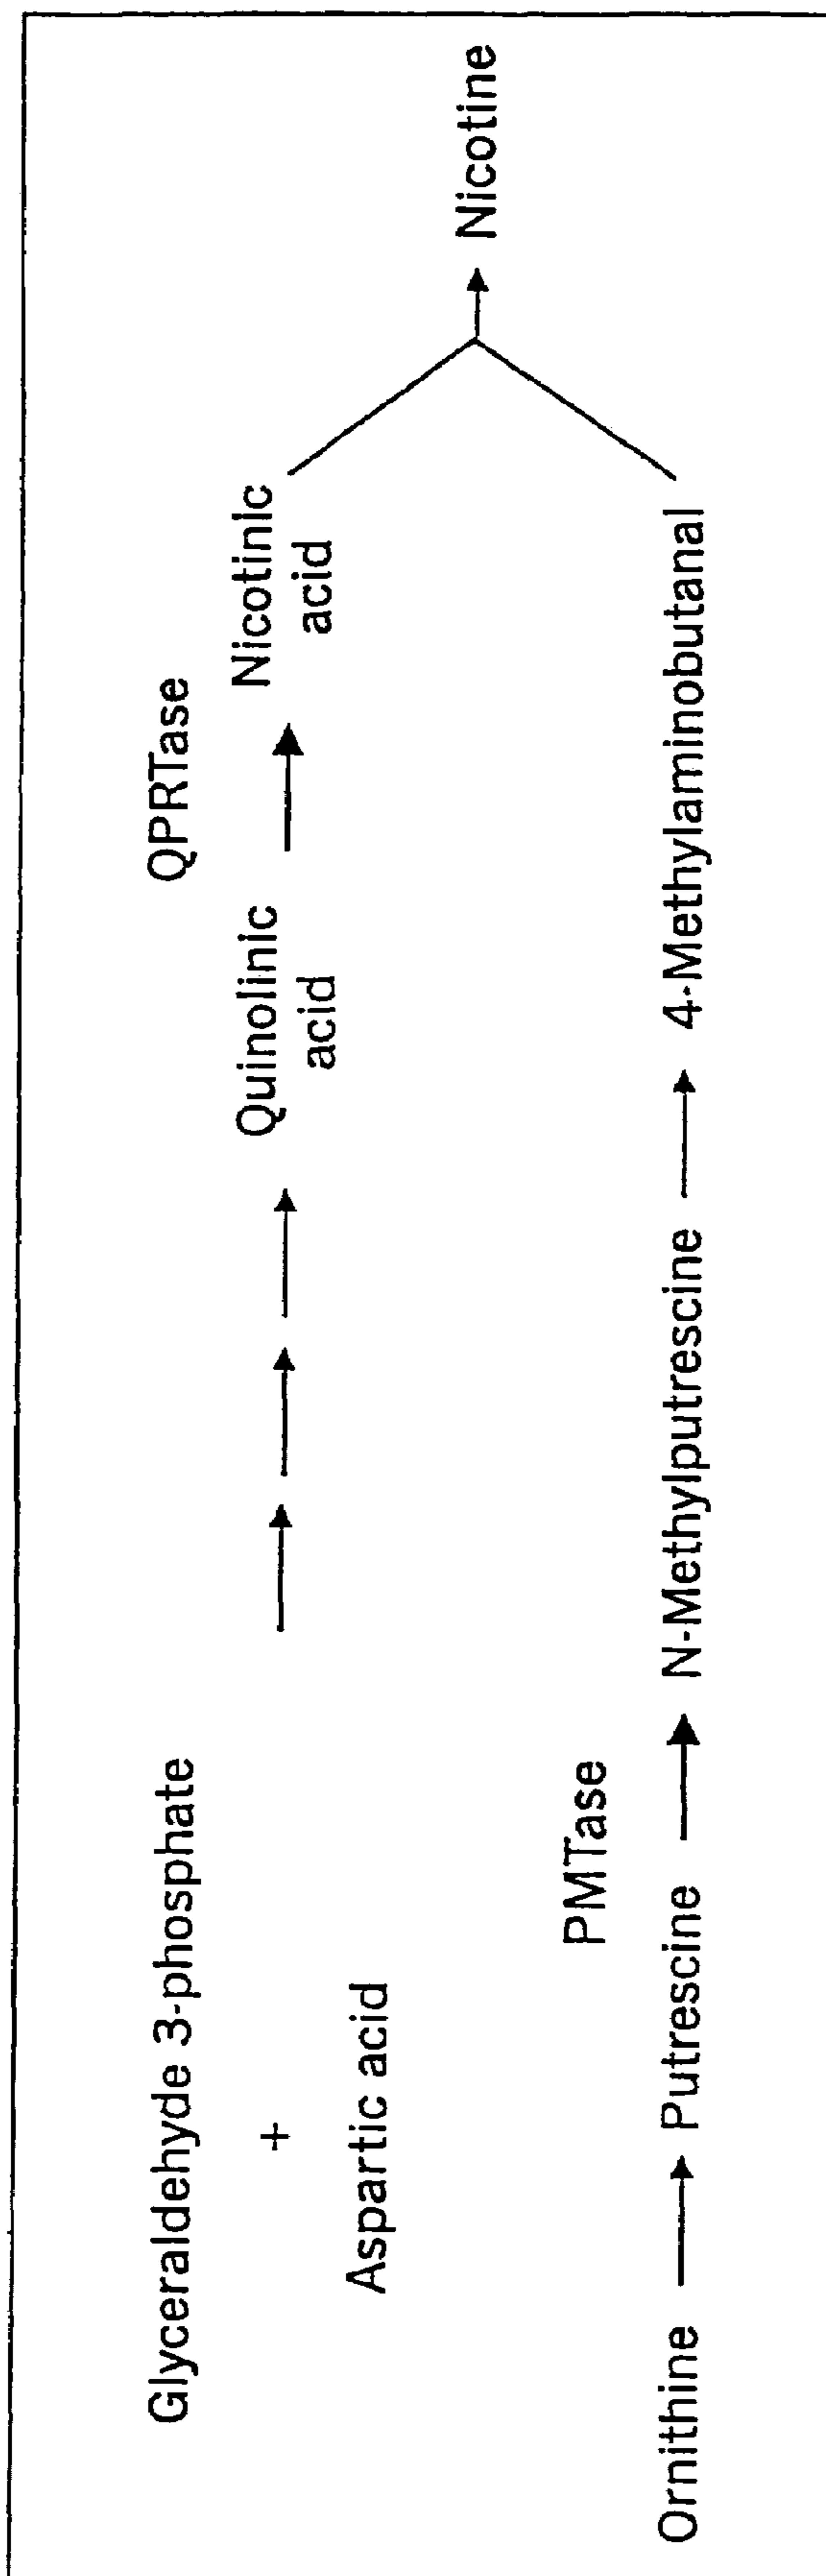 Glyceraldehyde 3-phosphate
+
Aspartic acid
Quinolinic
acid
QPRTase
Nicotinic
acid
Nicotine
PMTase
Ornithine
Putrescine
N-Methylputrescine
4-Methylaminobutanal